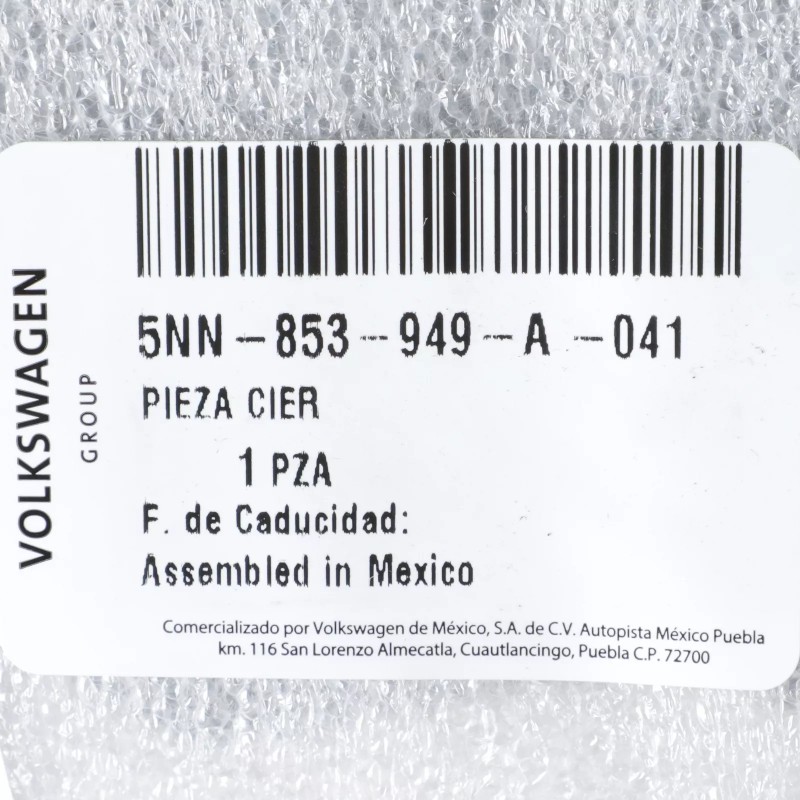 VOLKSWAGEN
GROUP
5NN-853-949-A -041
PIEZA CIER
1 PZA
F. de Caducidad:
Assembled in Mexico
Comercializado por Volkswagen de México, S.A. de C.V. Autopista México Puebla
km. 116 San Lorenzo Almecatla, Cuautlancingo, Puebla C.P. 72700